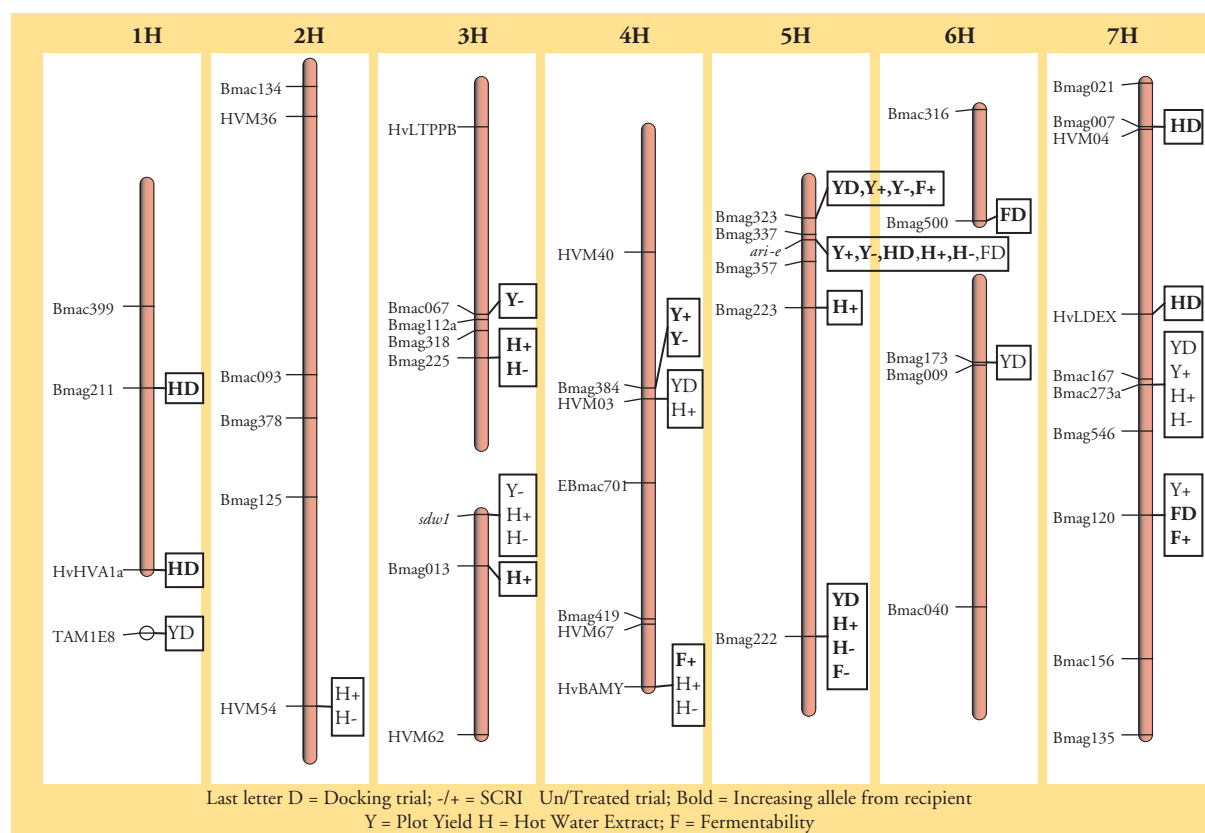 1H
2H
3H
4H
5H
6H
7H
Bmac399
Bmag211
HD
HvHVA1a
HD
TAM1E8
YD
Bmac134
HVM36
Bmac093
Bmag378
Bmag125
HVM54
H+
H-
HvLTPPB
Bmac067
Y-
Bmag112a
Bmag318
Bmag225
H+
H-
sdw1
Y-
H+
H-
Bmag013
H+
HVM62
HVM40
Y+
Y-
Bmag384
HVM03
YD
H+
EBmac701
Bmag419
HVM67
HvBAMY
F+
H+
H-
YD,Y+,Y-,F+
Bmag323
Bmag337
ari-e
Y+,Y-,HD,H+,H-,FD
Bmag357
Bmag223
H+
Bmag222
YD
H+
H-
F-
Bmac316
Bmag500
FD
Bmag173
Bmag009
YD
Bmac040
Bmag021
Bmag007
HVM04
HD
HvLDEX
HD
Bmac167
Bmac273a
YD
Y+
H+
H-
Bmag546
Bmag120
Y+
FD
F+
Bmac156
Bmag135
Last letter D = Docking trial; -/+ = SCRI Un/Treated trial; Bold = Increasing allele from recipient
Y = Plot Yield H = Hot Water Extract; F = Fermentability